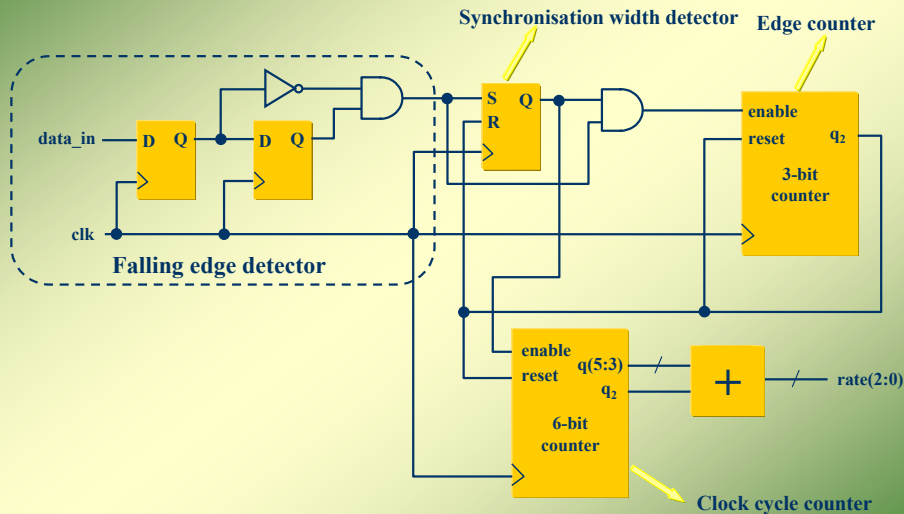 Synchronisation width detector
Edge counter
data_in
D Q
D Q
clk
Falling edge detector
S Q
R
enable
reset
q2
3-bit
counter
enable
reset
q(5:3)
q2
6-bit
counter
+
rate(2:0)
Clock cycle counter